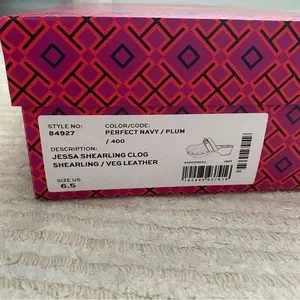 STYLE NO:
84927
COLOR/CODE:
PERFECT NAVY / PLUM
/ 400
DESCRIPTION:
JESSA SHEARLING CLOG
SHEARLING / VEG LEATHER
SIZE US
6.5